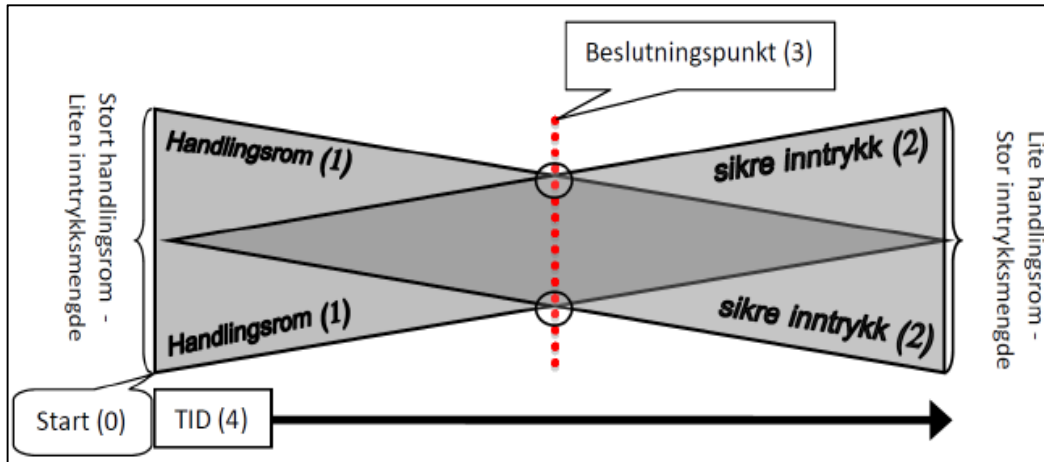 Beslutningspunkt (3)
Stort handlingsrom -
Liten inntrykksmengde
Handlingsrom (1)
sikre inntrykk (2)
Lite handlingsrom -
Stor inntrykksmengde
Handlingsrom (1)
sikre inntrykk (2)
Start (0)
TID (4)